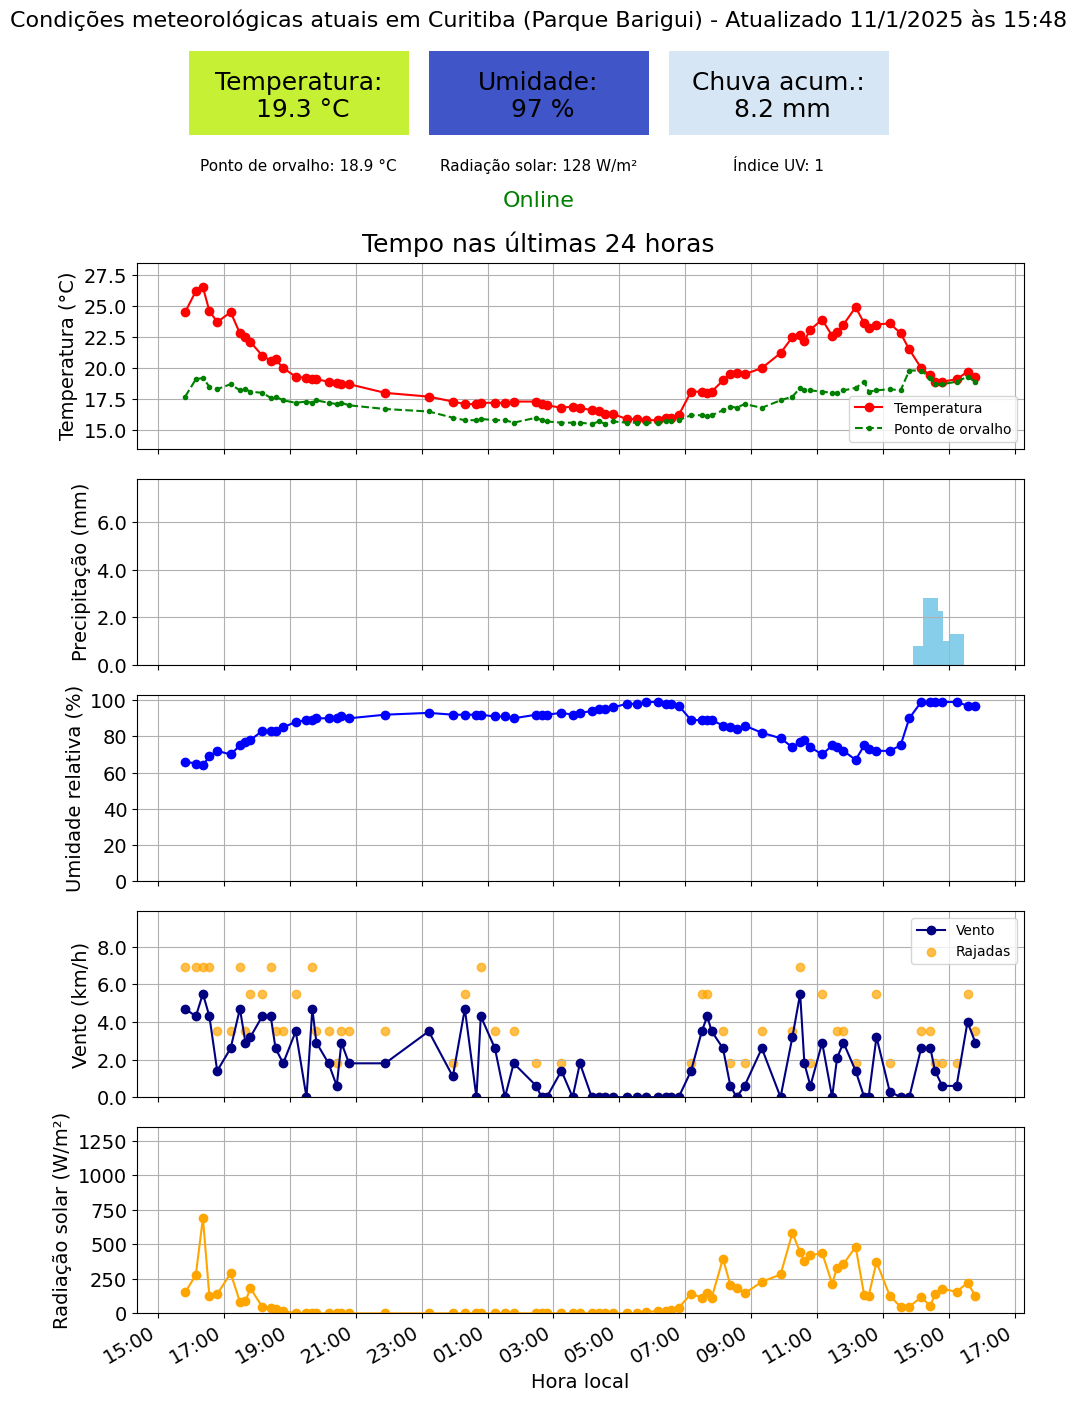 Condições meteorológicas atuais em Curitiba (Parque Barigui) - Atualizado 11/1/2025 às 15:48
Temperatura:
19.3 °C
Umidade:
97 %
Chuva acum.:
8.2 mm
Ponto de orvalho: 18.9 °C
Radiação solar: 128 W/m²
Índice UV: 1
Online
Tempo nas últimas 24 horas
Temperatura (°C)
27.5
25.0
22.5
20.0
17.5
15.0
Temperatura
Ponto de orvalho
Precipitação (mm)
6.0
4.0
2.0
0.0
Umidade relativa (%)
100
80
60
40
20
0
Vento (km/h)
8.0
6.0
4.0
2.0
0.0
Vento
Rajadas
Radiação solar (W/m²)
1250
1000
750
500
250
0
15:00
17:00
19:00
21:00
23:00
01:00
03:00
05:00
07:00
09:00
11:00
13:00
15:00
17:00
Hora local